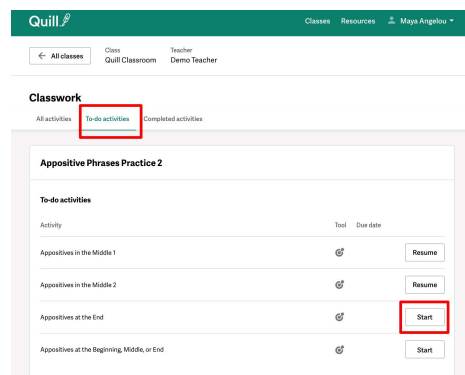 Quill
Classes Resources Maya Angelou
← All classes
Class
Quill Classroom
Teacher
Demo Teacher
Classwork
All activities To-do activities Completed activities
Appositive Phrases Practice 2
To-do activities
Activity Tool Due date
Appositives in the Middle 1 Resume
Appositives in the Middle 2 Resume
Appositives at the End Start
Appositives at the Beginning, Middle, or End Start